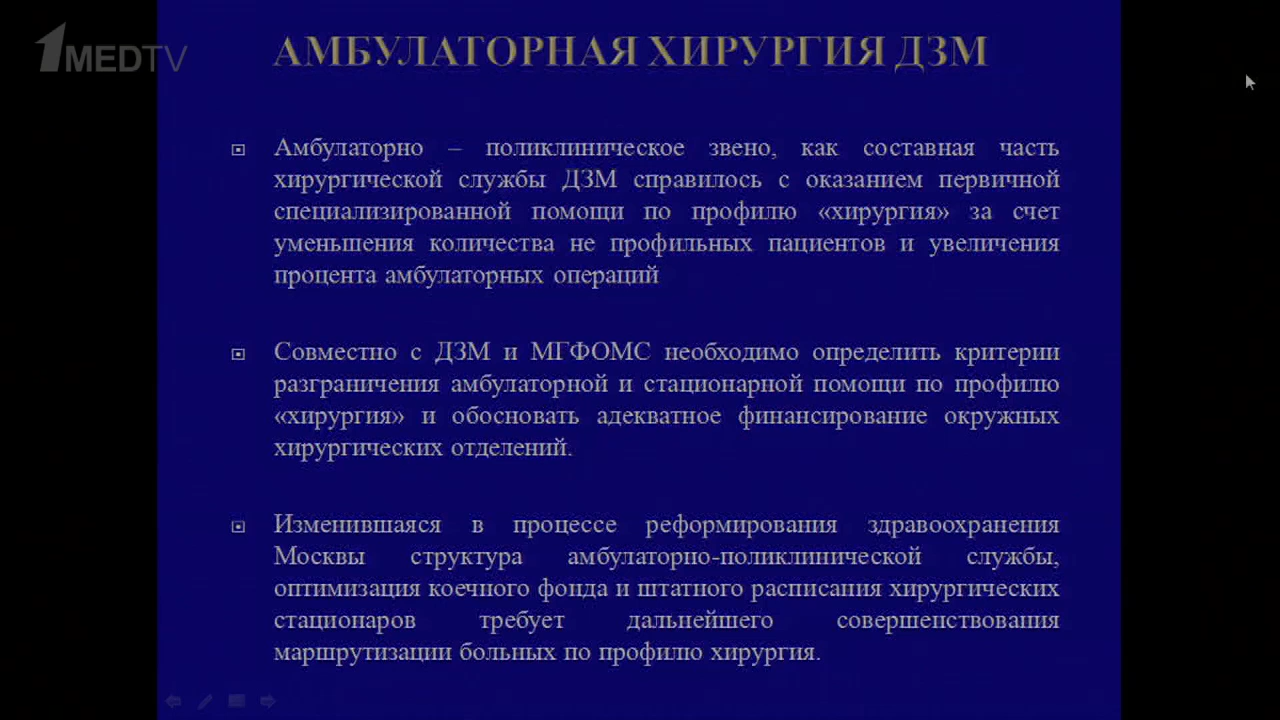 1MEDTV
АМБУЛАТОРНАЯ ХИРУРГИЯ ДЗМ
Амбулаторно – поликлиническое звено, как составная часть
хирургической службы ДЗМ справилось с оказанием первичной
специализированной помощи по профилю «хирургия» за счет
уменьшения количества не профильных пациентов и увеличения
процента амбулаторных операций
Совместно с ДЗМ и МГФОМС необходимо определить критерии
разграничения амбулаторной и стационарной помощи по профилю
«хирургия» и обосновать адекватное финансирование окружных
хирургических отделений.
Изменившаяся в процессе реформирования здравоохранения
Москвы структура амбулаторно-поликлинической службы,
оптимизация коечного фонда и штатного расписания хирургических
стационаров требует дальнейшего совершенствования
маршрутизации больных по профилю хирургия.